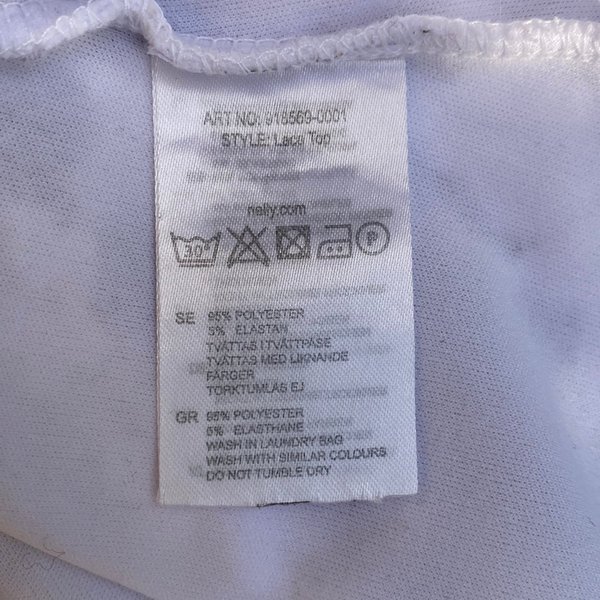 ART NO: 918569-0001
STYLE: Lace Top
nelly.com
30° P
SE 95% POLYESTER
5% ELASTAN
TVÄTTAS I TVÄTTPÅSE
TVÄTTAS MED LIKNANDE
FÄRGER
TORKTUMLAS EJ
GR 95% POLYESTER
5% ELASTHANE
WASH IN LAUNDRY BAG
WASH WITH SIMILAR COLOURS
DO NOT TUMBLE DRY